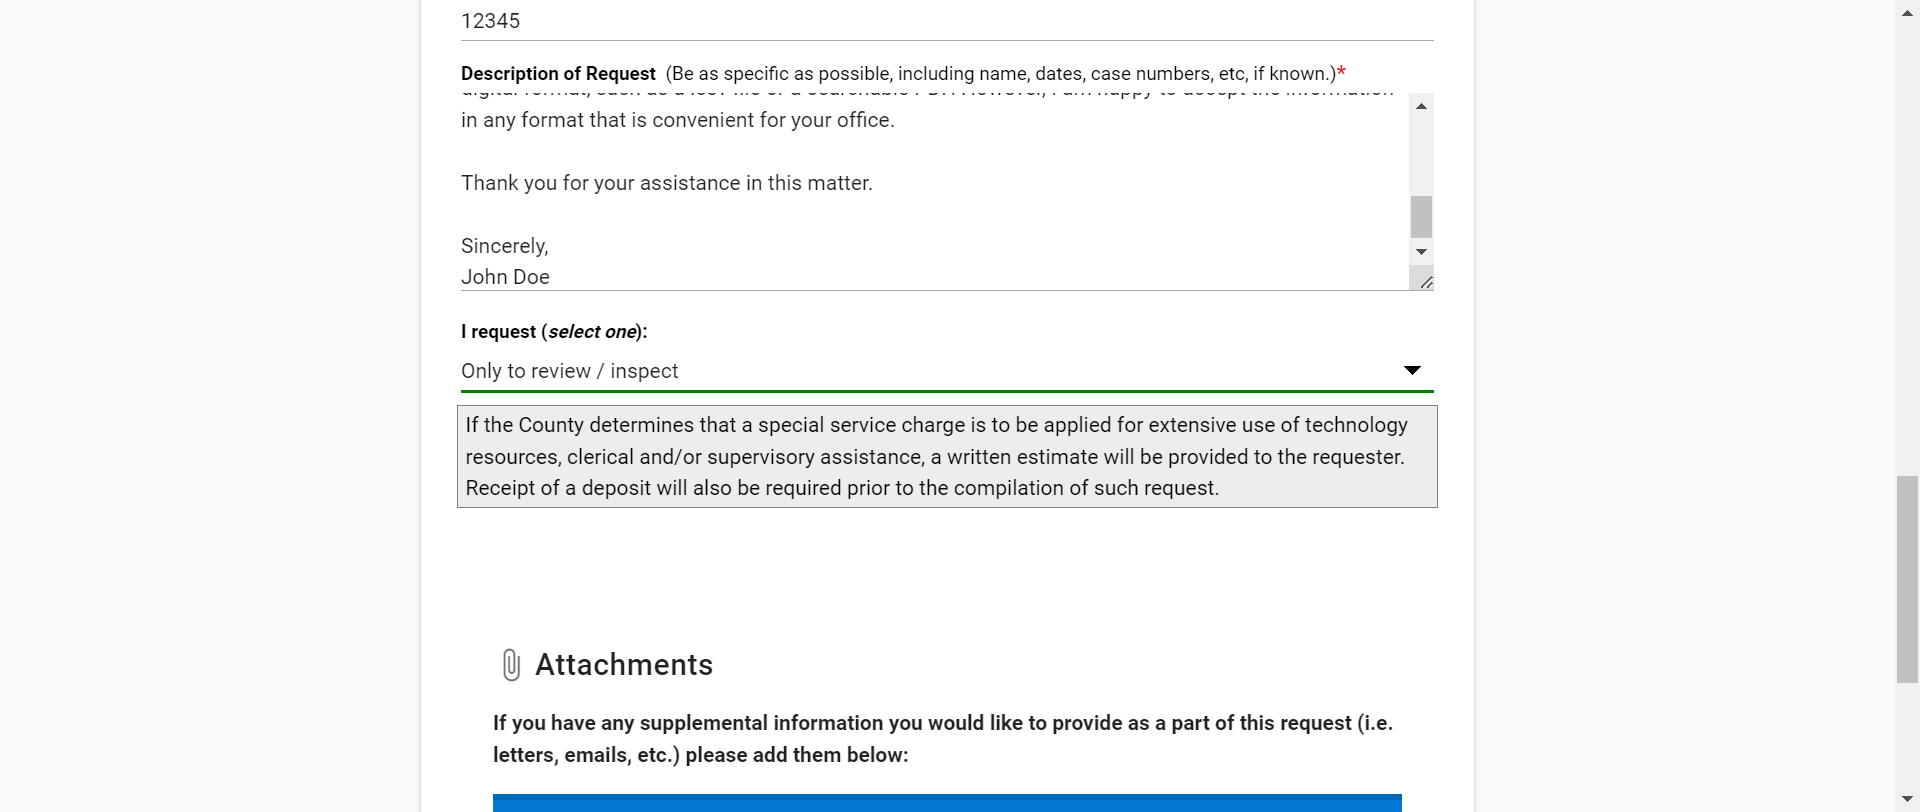 12345
Description of Request (Be as specific as possible, including name, dates, case numbers, etc, if known.)*
in any format that is convenient for your office.
Thank you for your assistance in this matter.
Sincerely,
John Doe
I request (select one):
Only to review / inspect
If the County determines that a special service charge is to be applied for extensive use of technology
resources, clerical and/or supervisory assistance, a written estimate will be provided to the requester.
Receipt of a deposit will also be required prior to the compilation of such request.
Attachments
If you have any supplemental information you would like to provide as a part of this request (i.e.
letters, emails, etc.) please add them below: